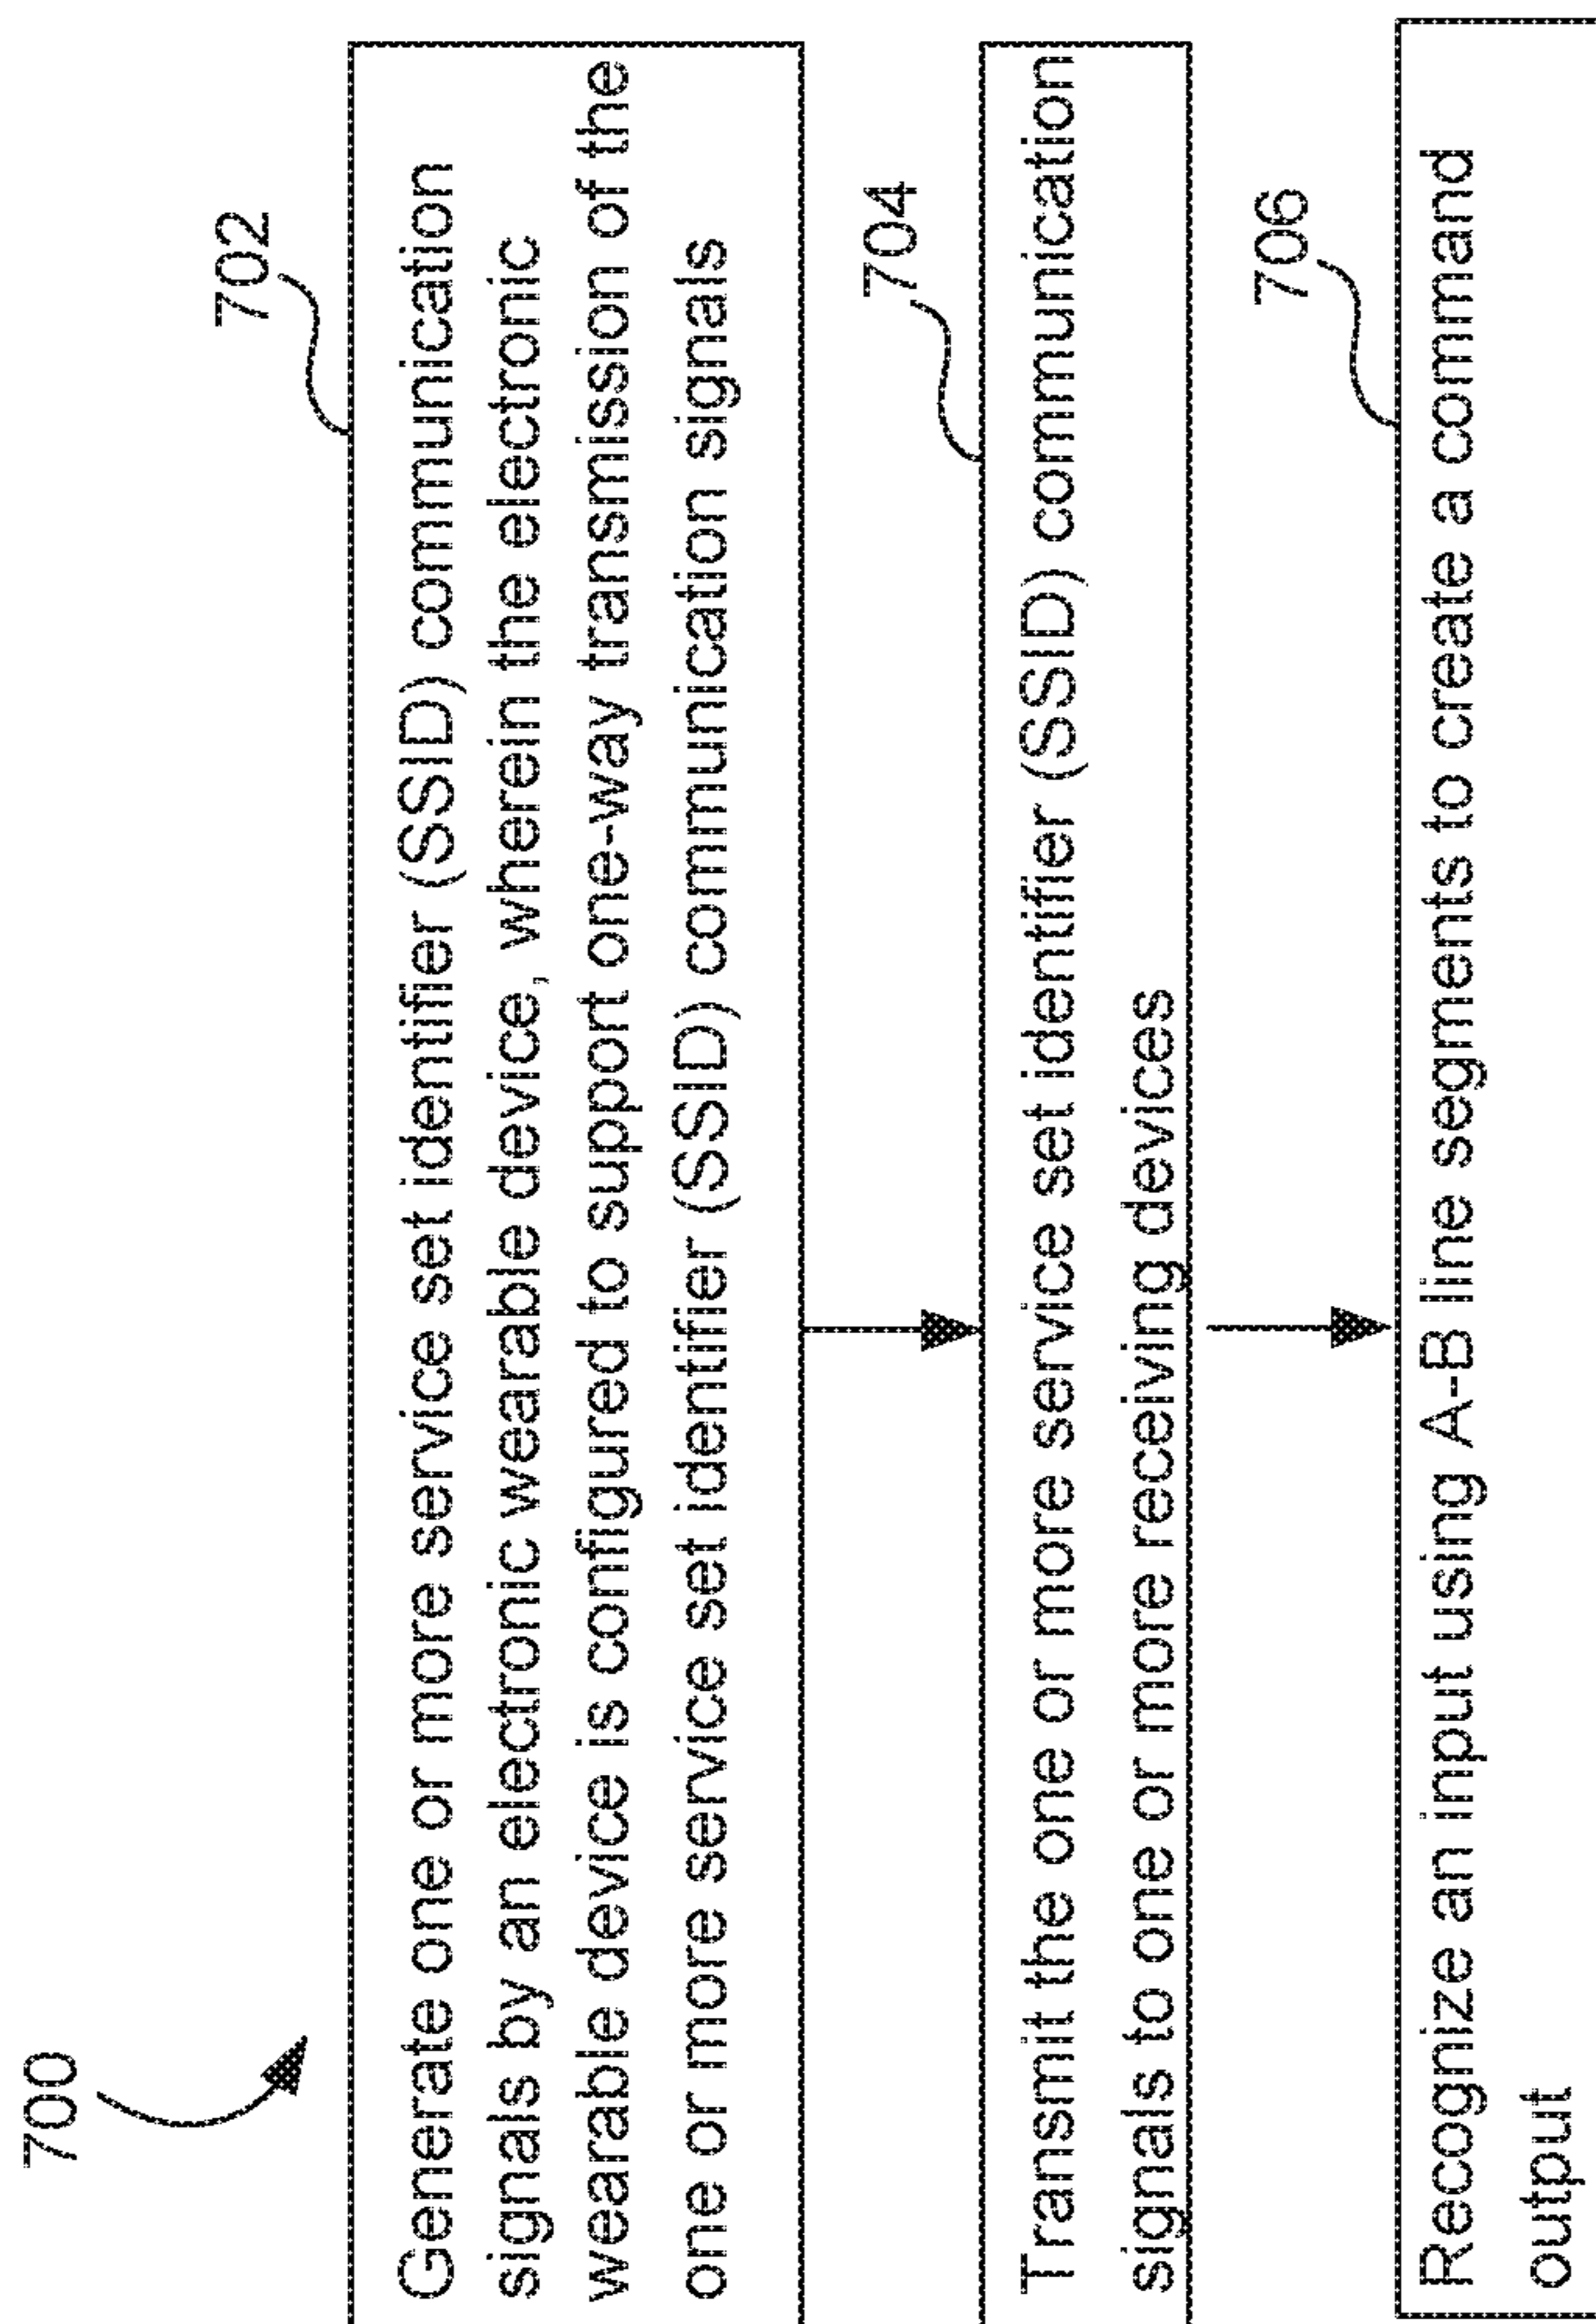 700
702
Generate one or more service set identifier (SSID) communication
signals by an electronic wearable device, wherein the electronic
wearable device is configured to support one-way transmission of the
one or more service set identifier (SSID) communication signals
704
Transmit the one or more service set identifier (SSID) communication
signals to one or more receiving devices
706
Recognize an input using A-B line segments to create a command
output